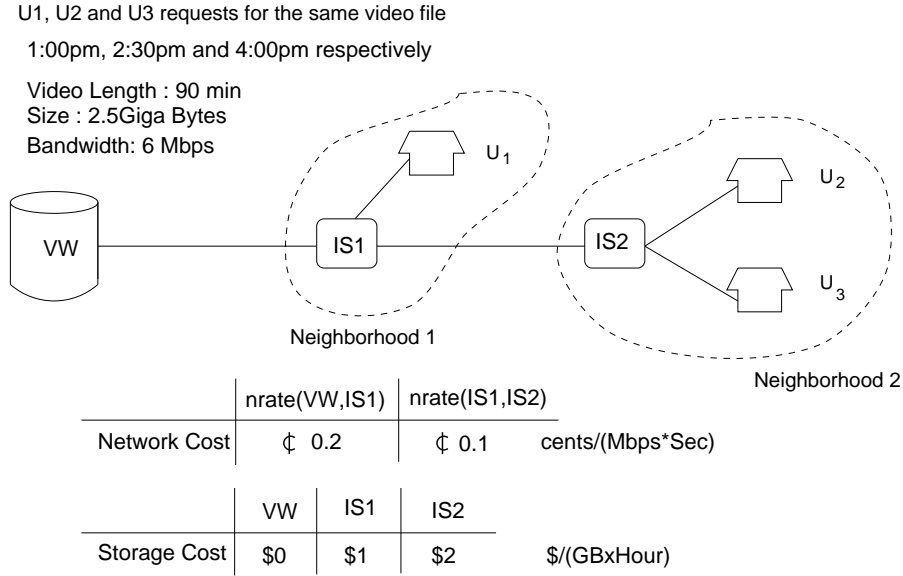 U1, U2 and U3 requests for the same video file
1:00pm, 2:30pm and 4:00pm respectively
Video Length : 90 min
Size : 2.5Giga Bytes
Bandwidth: 6 Mbps
U1
U2
VW
IS1
IS2
U3
Neighborhood 1
Neighborhood 2
nrate(VW,IS1) nrate(IS1,IS2)
Network Cost ¢ 0.2 ¢ 0.1 cents/(Mbps*Sec)
VW IS1 IS2
Storage Cost $0 $1 $2 $/(GBxHour)